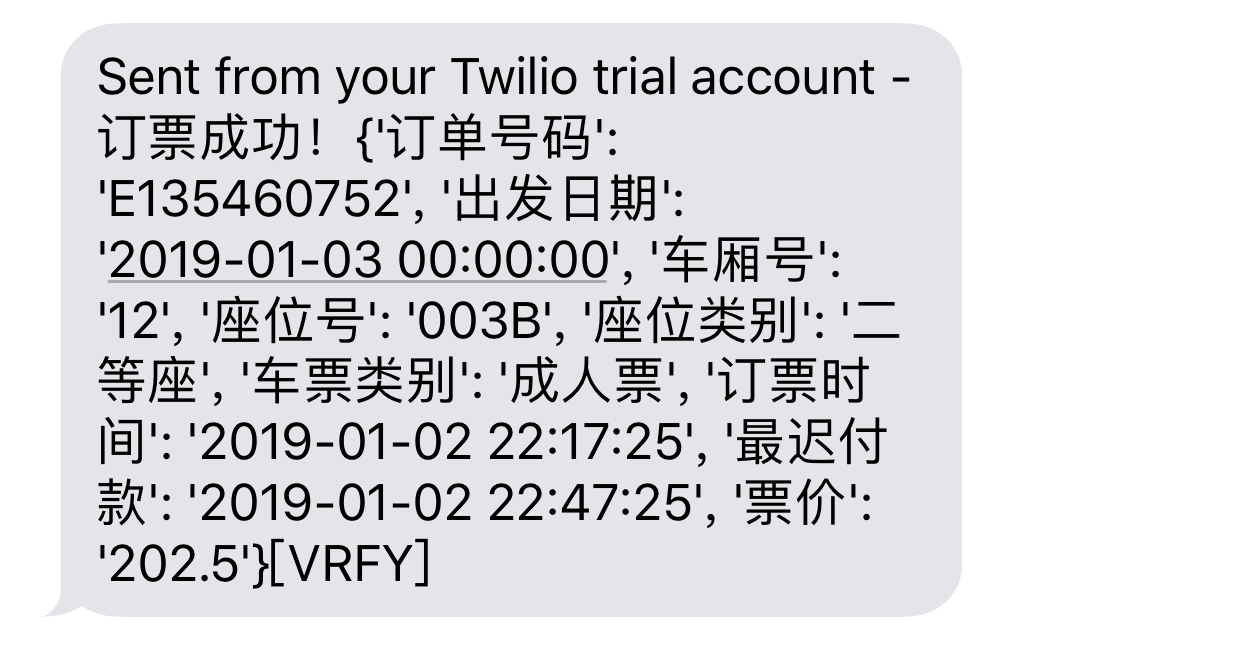 Sent from your Twilio trial account -
订票成功！{'订单号码':
'E135460752', '出发日期':
'2019-01-03 00:00:00', '车厢号':
'12', '座位号': '003B', '座位类别': '二
等座', '车票类别': '成人票', '订票时
间': '2019-01-02 22:17:25', '最迟付
款': '2019-01-02 22:47:25', '票价':
'202.5'}[VRFY]